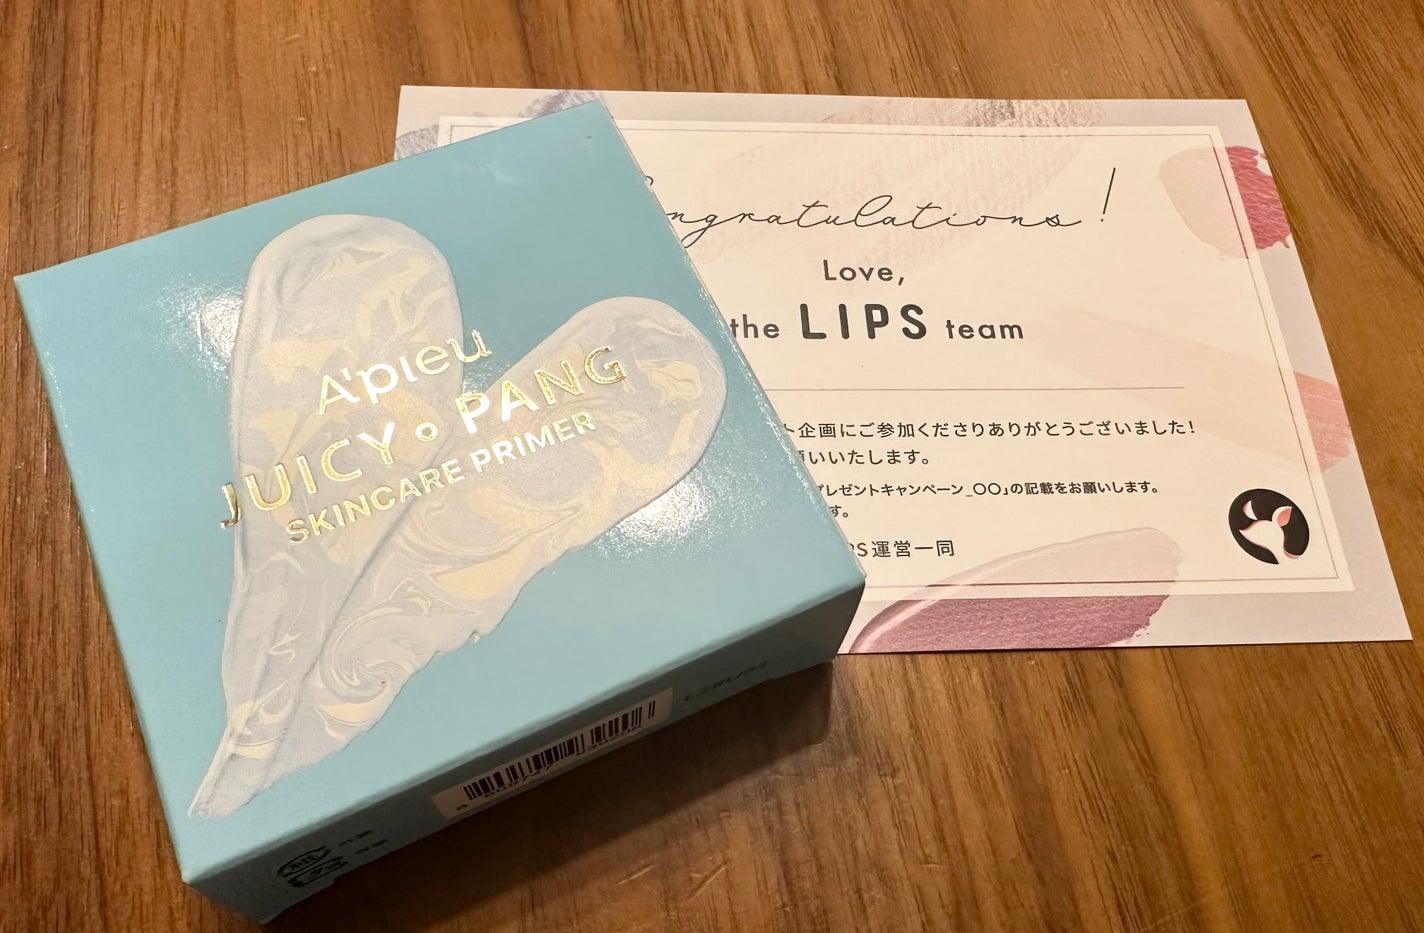 A'pieu
JUICY PANG
SKINCARE PRIMER
ngratulations!
Love,
the LIPS team
ト企画にご参加くださりありがとうございました!
いいたします。
プレゼントキャンペーン_〇〇」の記載をお願いします。
す。
PS運営一同